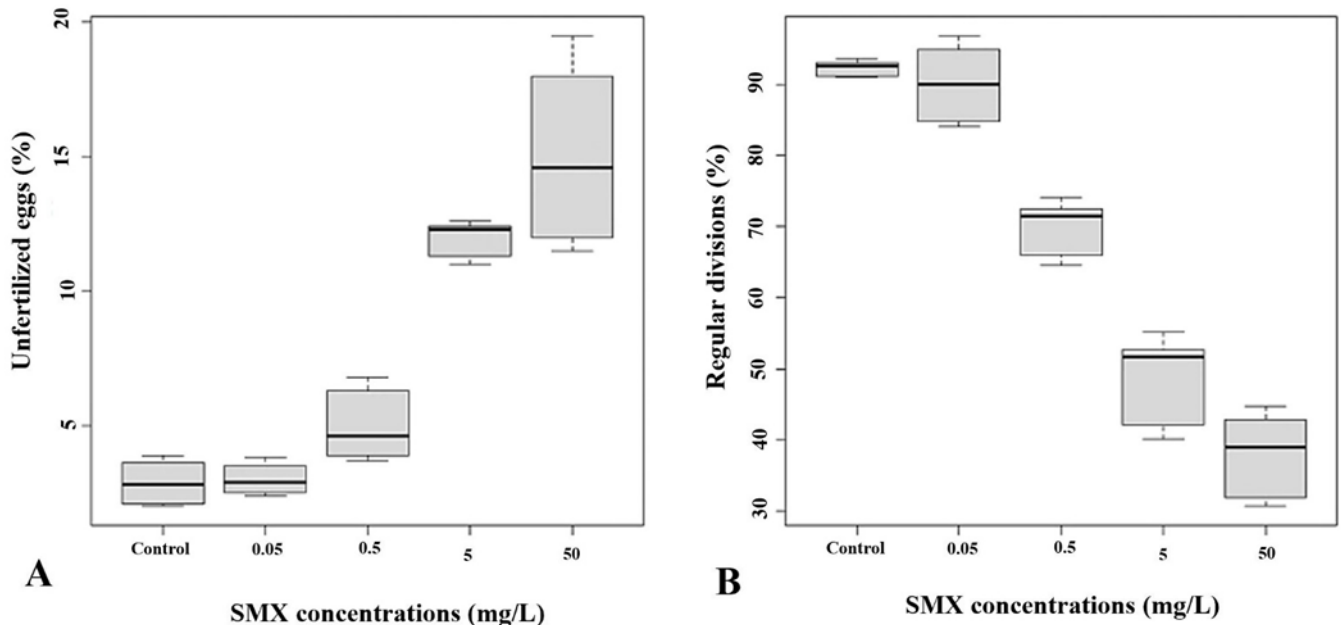 Unfertilized eggs (%)
20
15
10
5
Control 0.05 0.5 5 50
A
SMX concentrations (mg/L)
Regular divisions (%)
90
80
70
60
50
40
30
Control 0.05 0.5 5 50
B
SMX concentrations (mg/L)